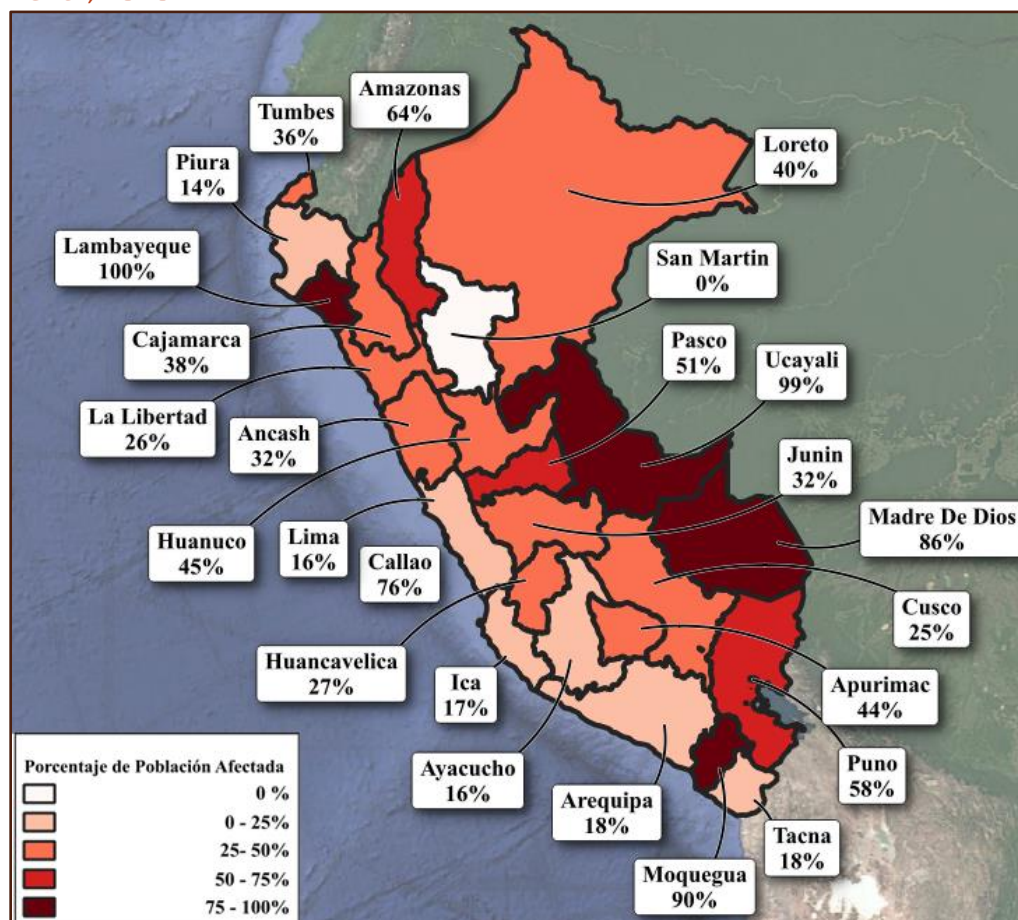 Amazonas
64%
Tumbes
36%
Loreto
40%
Piura
14%
Lambayeque
100%
San Martin
0%
Cajamarca
38%
Pasco
51%
Ucayali
99%
La Libertad
26%
Ancash
32%
Junin
32%
Huanuco
45%
Lima
16%
Callao
76%
Madre De Dios
86%
Cusco
25%
Huancavelica
27%
Ica
17%
Apurimac
44%
Ayacucho
16%
Arequipa
18%
Puno
58%
Tacna
18%
Moquegua
90%
Porcentaje de Población Afectada
0 %
0 - 25%
25- 50%
50 - 75%
75 - 100%